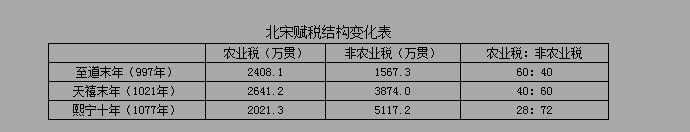 北宋赋税结构变化表
农业税（万贯） 非农业税（万贯） 农业税：非农业税
至道末年（997年） 2408.1 1567.3 60：40
天禧末年（1021年） 2641.2 3874.0 40：60
熙宁十年（1077年） 2021.3 5117.2 28：72